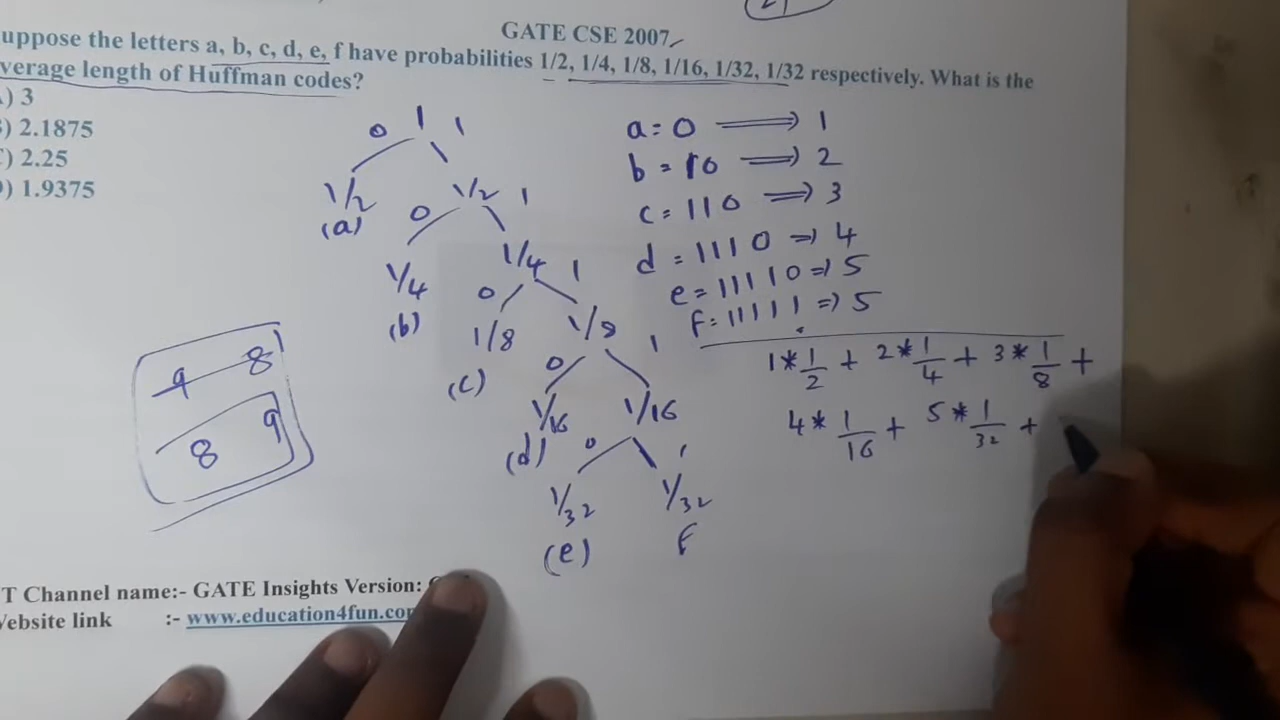 GATE CSE 2007
uppose the letters a, b, c, d, e, f have probabilities 1/2, 1/4, 1/8, 1/16, 1/32, 1/32 respectively. What is the
verage length of Huffman codes?
) 3
) 2.1875
) 2.25
) 1.9375
1
0 1
1/2 1/2
(a) 0 1
1/4 1/4
(b) 0 1
1/8 1/8
(c) 0 1
1/16 1/16
(d) 0 1
1/32 1/32
(e) F
a = 0 ⟹ 1
b = 10 ⟹ 2
c = 110 ⟹ 3
d = 1110 ⟹ 4
e = 11110 ⟹ 5
F = 11111 ⟹ 5
1 * 1/2 + 2 * 1/4 + 3 * 1/8 +
4 * 1/16 + 5 * 1/32 +
9 8
8 9
T Channel name:- GATE Insights Version:
Website link :- www.education4fun.co